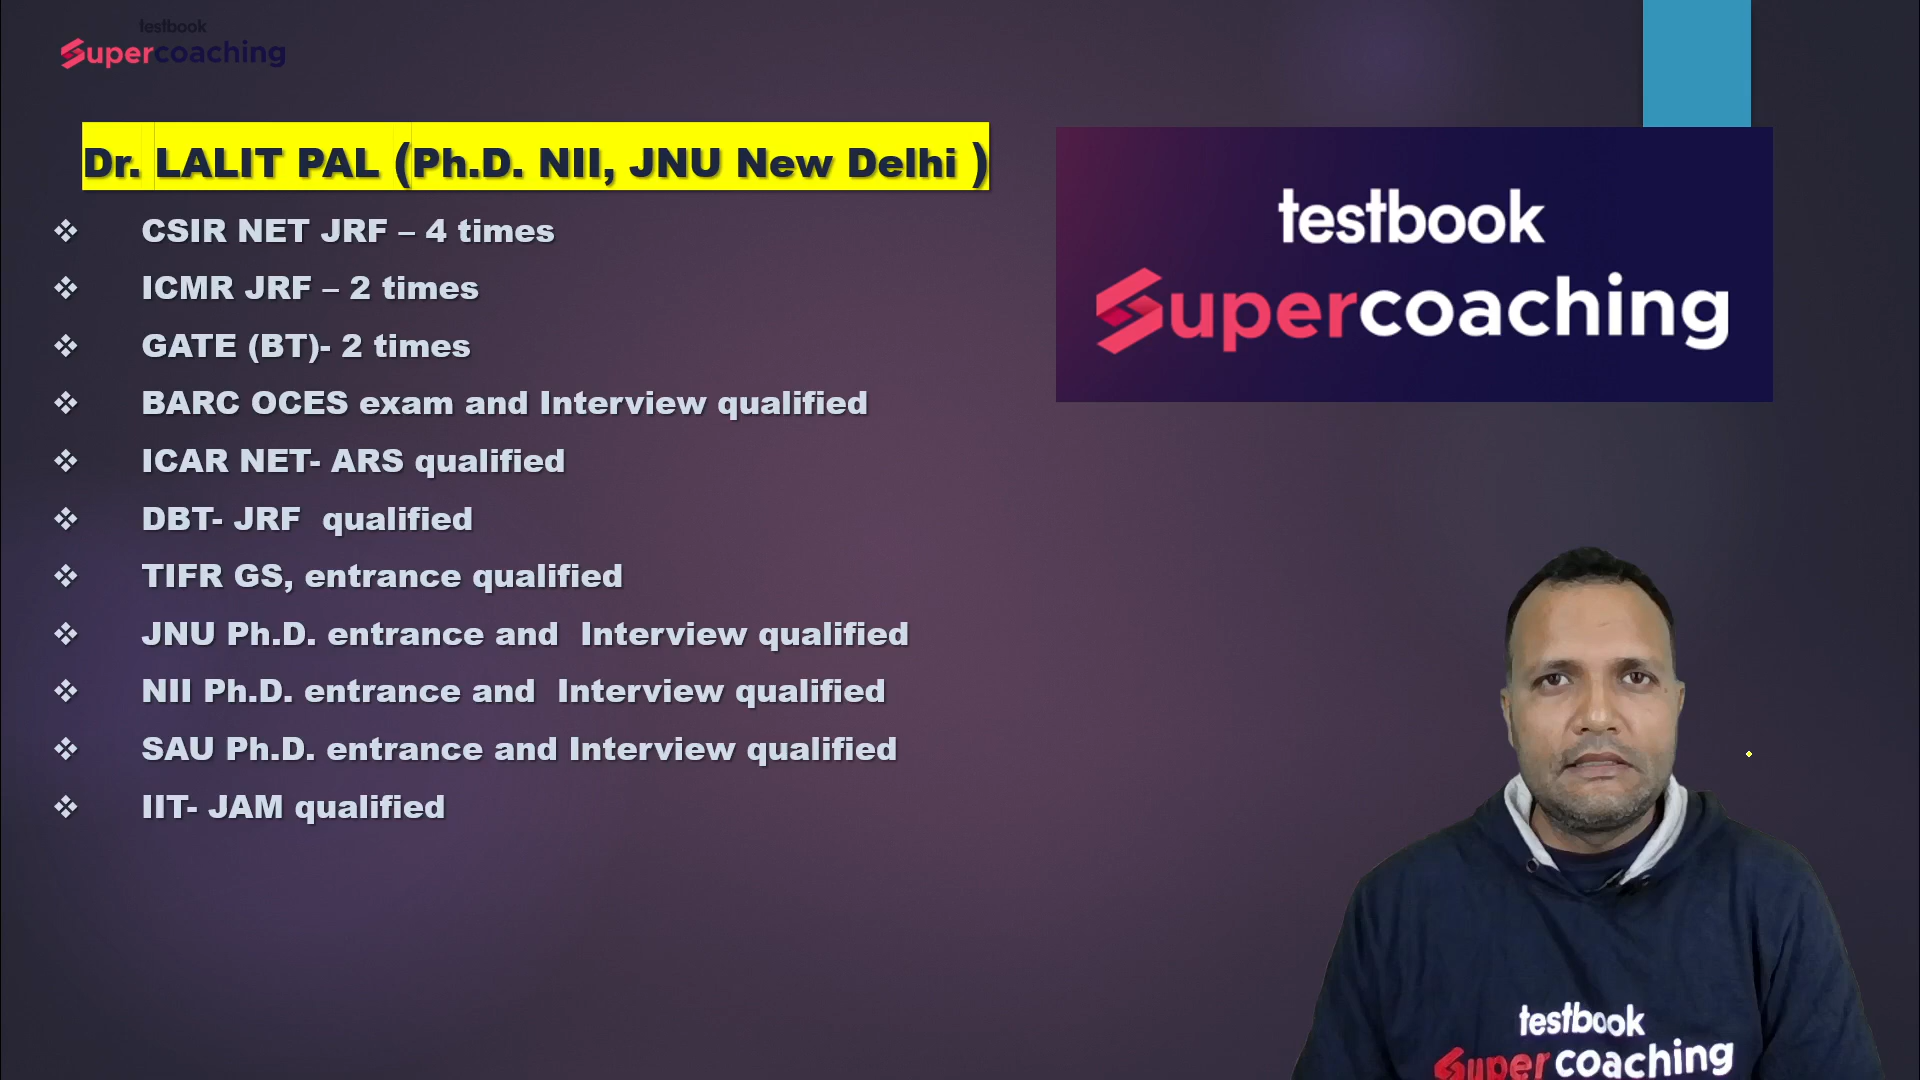 testbook
Supercoaching
Dr. LALIT PAL (Ph.D. NII, JNU New Delhi )
❖ CSIR NET JRF – 4 times
❖ ICMR JRF – 2 times
❖ GATE (BT)- 2 times
❖ BARC OCES exam and Interview qualified
❖ ICAR NET- ARS qualified
❖ DBT- JRF  qualified
❖ TIFR GS, entrance qualified
❖ JNU Ph.D. entrance and  Interview qualified
❖ NII Ph.D. entrance and  Interview qualified
❖ SAU Ph.D. entrance and Interview qualified
❖ IIT- JAM qualified
testbook
Supercoaching
testbook
Supercoaching